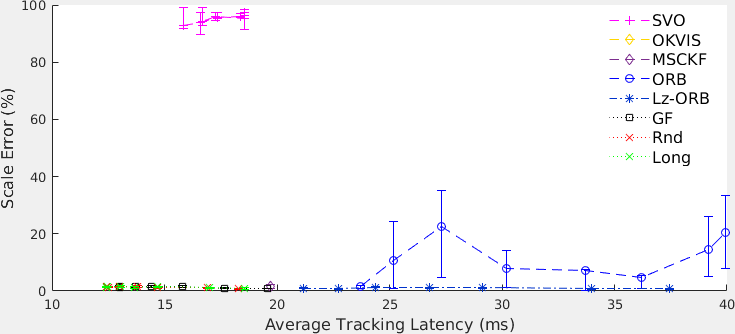 100
80
60
40
20
0
Scale Error (%)
10 15 20 25 30 35 40
Average Tracking Latency (ms)
SVO
OKVIS
MSCKF
ORB
Lz-ORB
GF
Rnd
Long